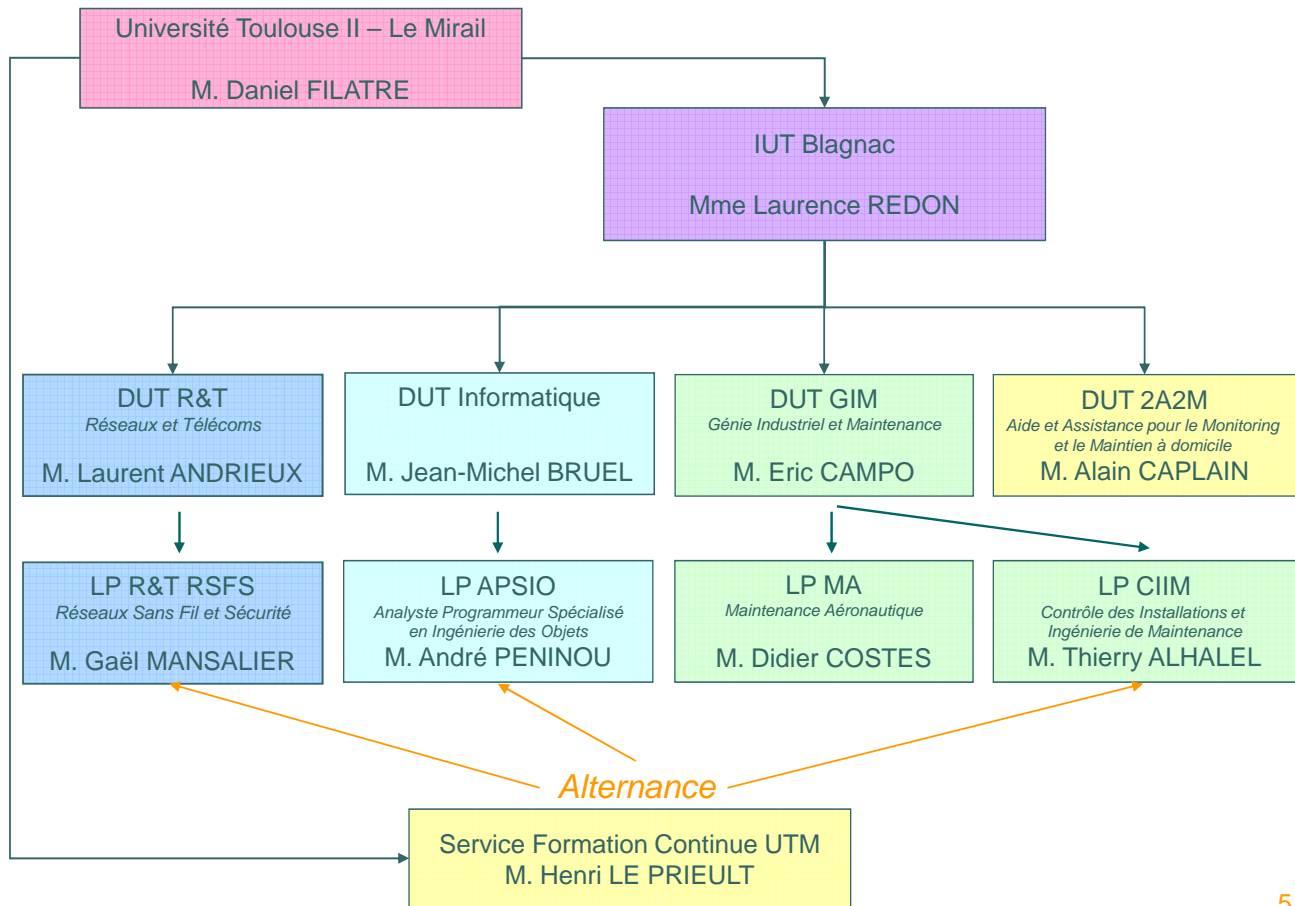 Université Toulouse II – Le Mirail
M. Daniel FILATRE
IUT Blagnac
Mme Laurence REDON
DUT R&T
Réseaux et Télécoms
M. Laurent ANDRIEUX
DUT Informatique
M. Jean-Michel BRUEL
DUT GIM
Génie Industriel et Maintenance
M. Eric CAMPO
DUT 2A2M
Aide et Assistance pour le Monitoring
et le Maintien à domicile
M. Alain CAPLAIN
LP R&T RSFS
Réseaux Sans Fil et Sécurité
M. Gaël MANSALIER
LP APSIO
Analyste Programmeur Spécialisé
en Ingénierie des Objets
M. André PENINOU
LP MA
Maintenance Aéronautique
M. Didier COSTES
LP CIIM
Contrôle des Installations et
Ingénierie de Maintenance
M. Thierry ALHALEL
Alternance
Service Formation Continue UTM
M. Henri LE PRIEULT
5